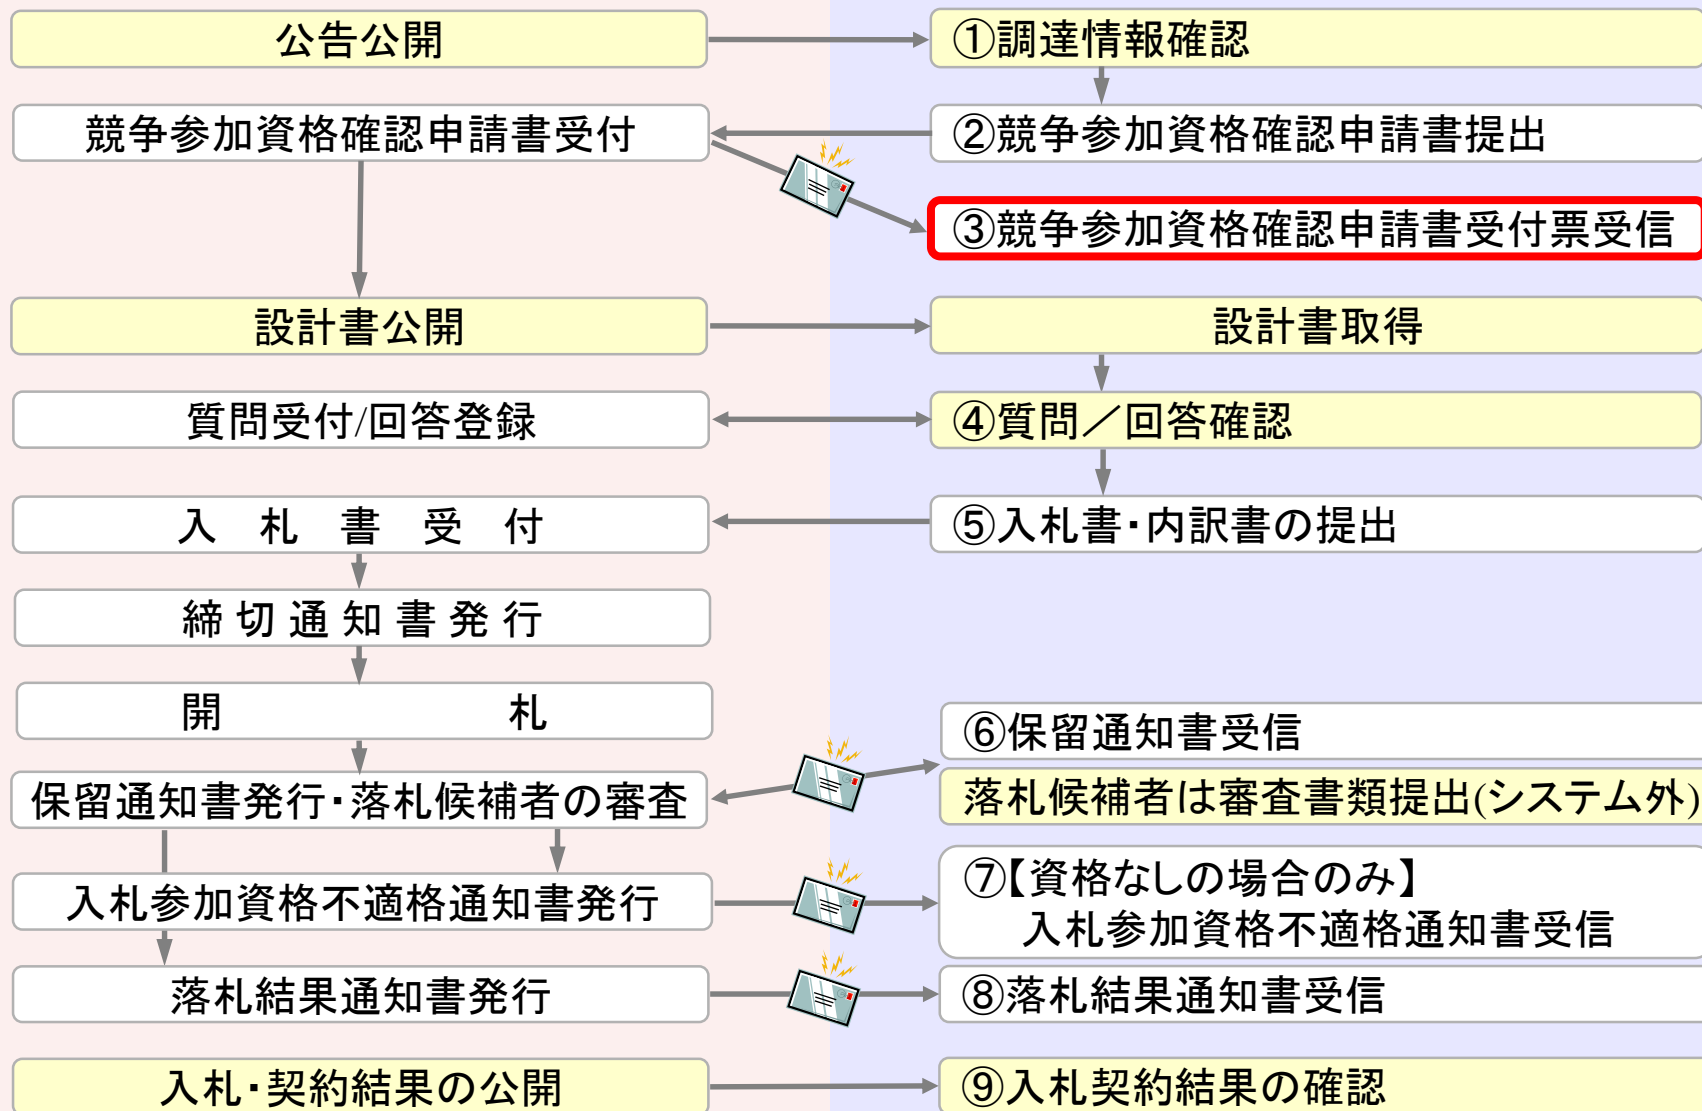 公告公開
①調達情報確認
競争参加資格確認申請書受付
②競争参加資格確認申請書提出
③競争参加資格確認申請書受付票受信
設計書公開
設計書取得
質問受付/回答登録
④質問／回答確認
入　札　書　受　付
⑤入札書・内訳書の提出
締 切 通 知 書 発 行
開　　　　　　　札
⑥保留通知書受信
保留通知書発行・落札候補者の審査
落札候補者は審査書類提出(システム外)
入札参加資格不適格通知書発行
⑦【資格なしの場合のみ】
入札参加資格不適格通知書受信
落札結果通知書発行
⑧落札結果通知書受信
入札・契約結果の公開
⑨入札契約結果の確認